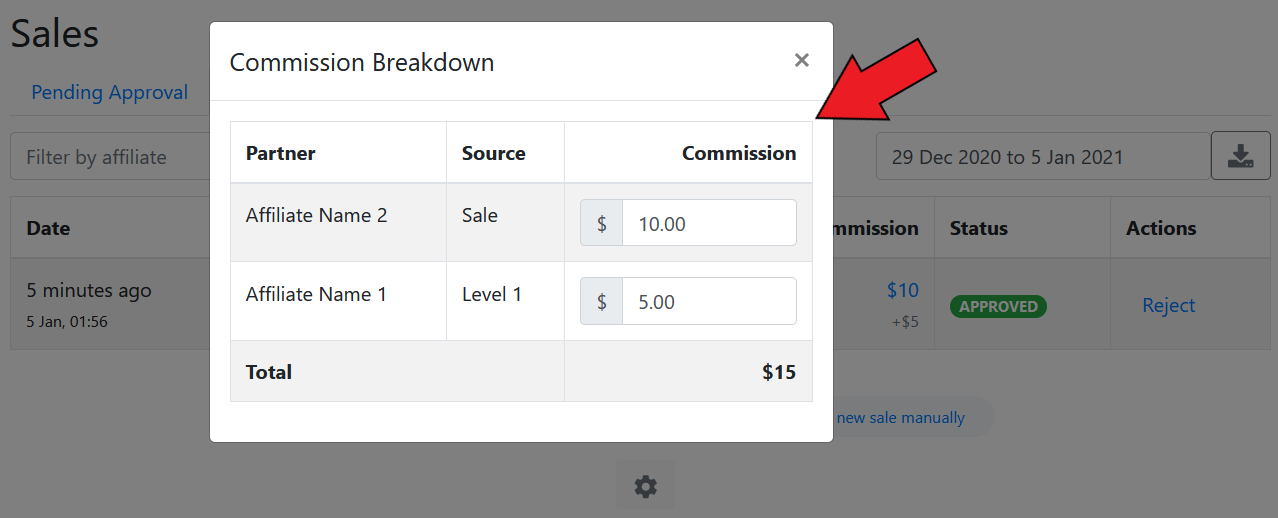 Sales
Commission Breakdown ×
Pending Approval
Filter by affiliate
29 Dec 2020 to 5 Jan 2021
Partner Source Commission
Affiliate Name 2 Sale $ 10.00
Affiliate Name 1 Level 1 $ 5.00
Total $15
Date mmission Status Actions
5 minutes ago $10 APPROVED Reject
5 Jan, 01:56 +$5
new sale manually